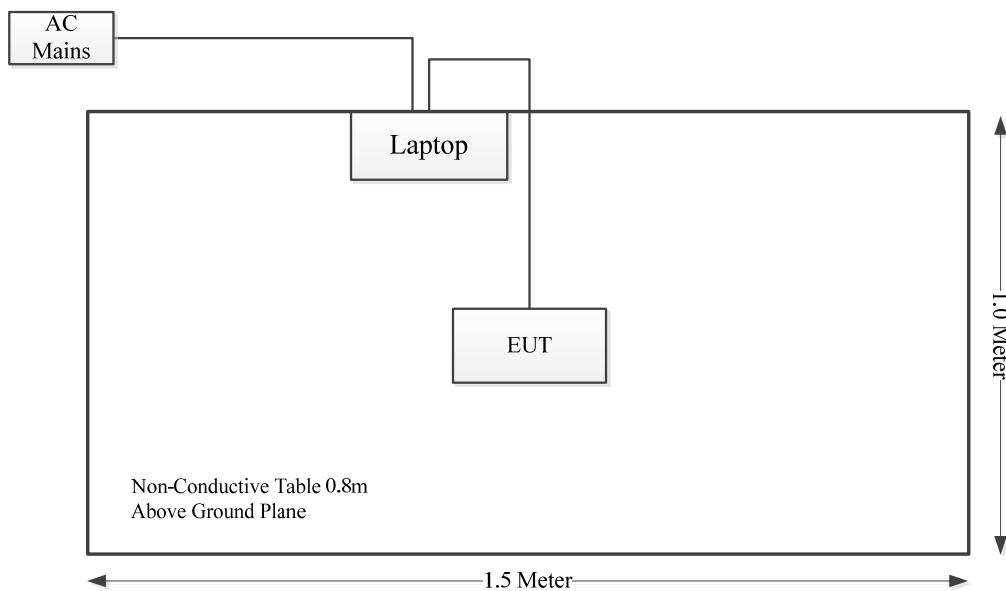 AC
Mains
Laptop
EUT
1.0 Meter
Non-Conductive Table 0.8m
Above Ground Plane
1.5 Meter